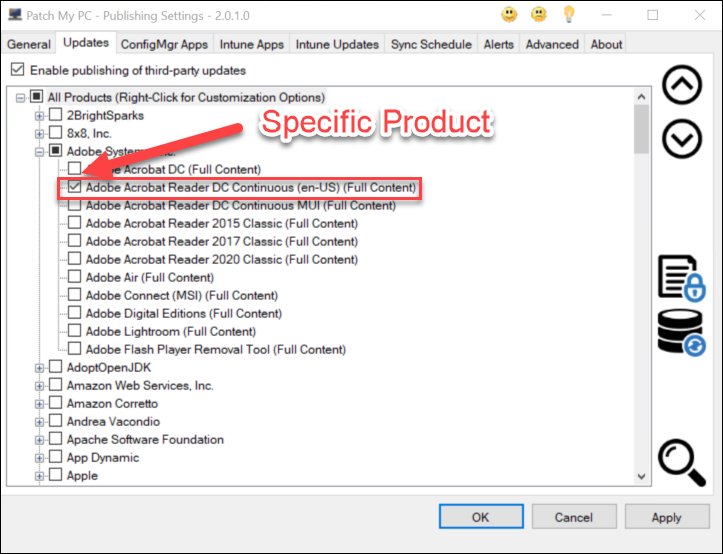 Patch My PC - Publishing Settings - 2.0.1.0
General Updates ConfigMgr Apps Intune Apps Intune Updates Sync Schedule Alerts Advanced About
Enable publishing of third-party updates
All Products (Right-Click for Customization Options)
2BrightSparks
Specific Product
8x8, Inc.
Adobe Systems, Inc.
Adobe Acrobat DC (Full Content)
Adobe Acrobat Reader DC Continuous (en-US) (Full Content)
Adobe Acrobat Reader DC Continuous MUI (Full Content)
Adobe Acrobat Reader 2015 Classic (Full Content)
Adobe Acrobat Reader 2017 Classic (Full Content)
Adobe Acrobat Reader 2020 Classic (Full Content)
Adobe Air (Full Content)
Adobe Connect (MSI) (Full Content)
Adobe Digital Editions (Full Content)
Adobe Lightroom (Full Content)
Adobe Flash Player Removal Tool (Full Content)
AdoptOpenJDK
Amazon Web Services, Inc.
Amazon Corretto
Andrea Vacondio
Apache Software Foundation
App Dynamic
Apple
OK Cancel Apply